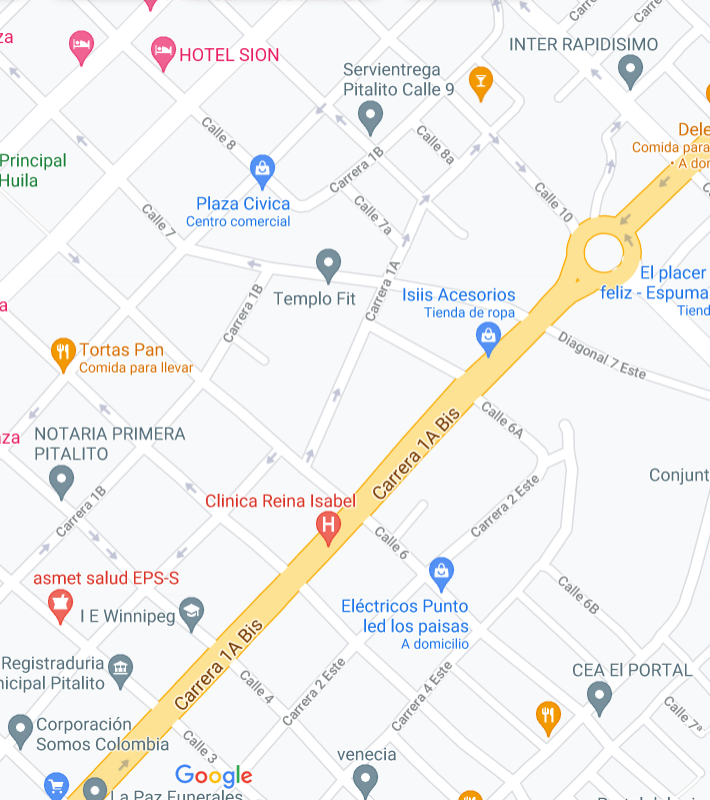 za
HOTEL SION
INTER RAPIDISIMO
Servientrega
Pitalito Calle 9
Calle 8
Calle 8a
Carrera 1B
Dele
Comida para
• A dom
Principal
Huila
Plaza Civica
Centro comercial
Calle 7
Calle 7a
Calle 10
Templo Fit
Carrera 1A
Carrera 1B
Isiis Acesorios
Tienda de ropa
El placer
feliz - Espuma
Tiend
a
Tortas Pan
Comida para llevar
Diagonal 7 Este
Calle 6A
Carrera 1A Bis
za
NOTARIA PRIMERA
PITALITO
Conjunt
Carrera 1B
Clinica Reina Isabel
Carrera 2 Este
Calle 6
asmet salud EPS-S
I E Winnipeg
Eléctricos Punto
led los paisas
A domicilio
Calle 6B
Carrera 1A Bis
Registraduria
nicipal Pitalito
Calle 4
Carrera 2 Este
Carrera 4 Este
CEA El PORTAL
Calle 7ª
Corporación
Somos Colombia
Calle 3
venecia
Google
La Paz Funerales